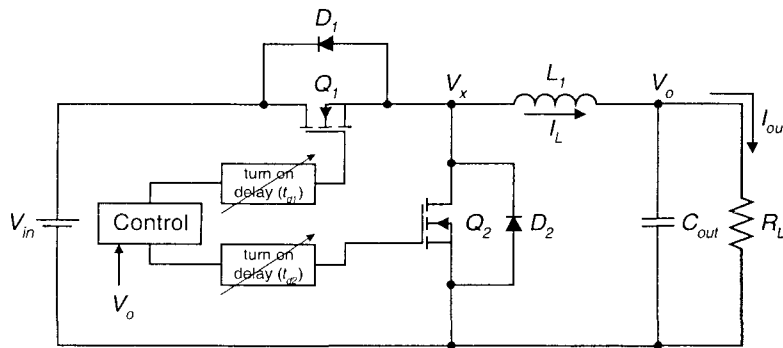 D1
Q1
Vx
L1
Vo
IL
Iou
turn on
delay (td1)
Vin
Control
Q2
D2
Cout
RL
turn on
delay (td2)
Vo